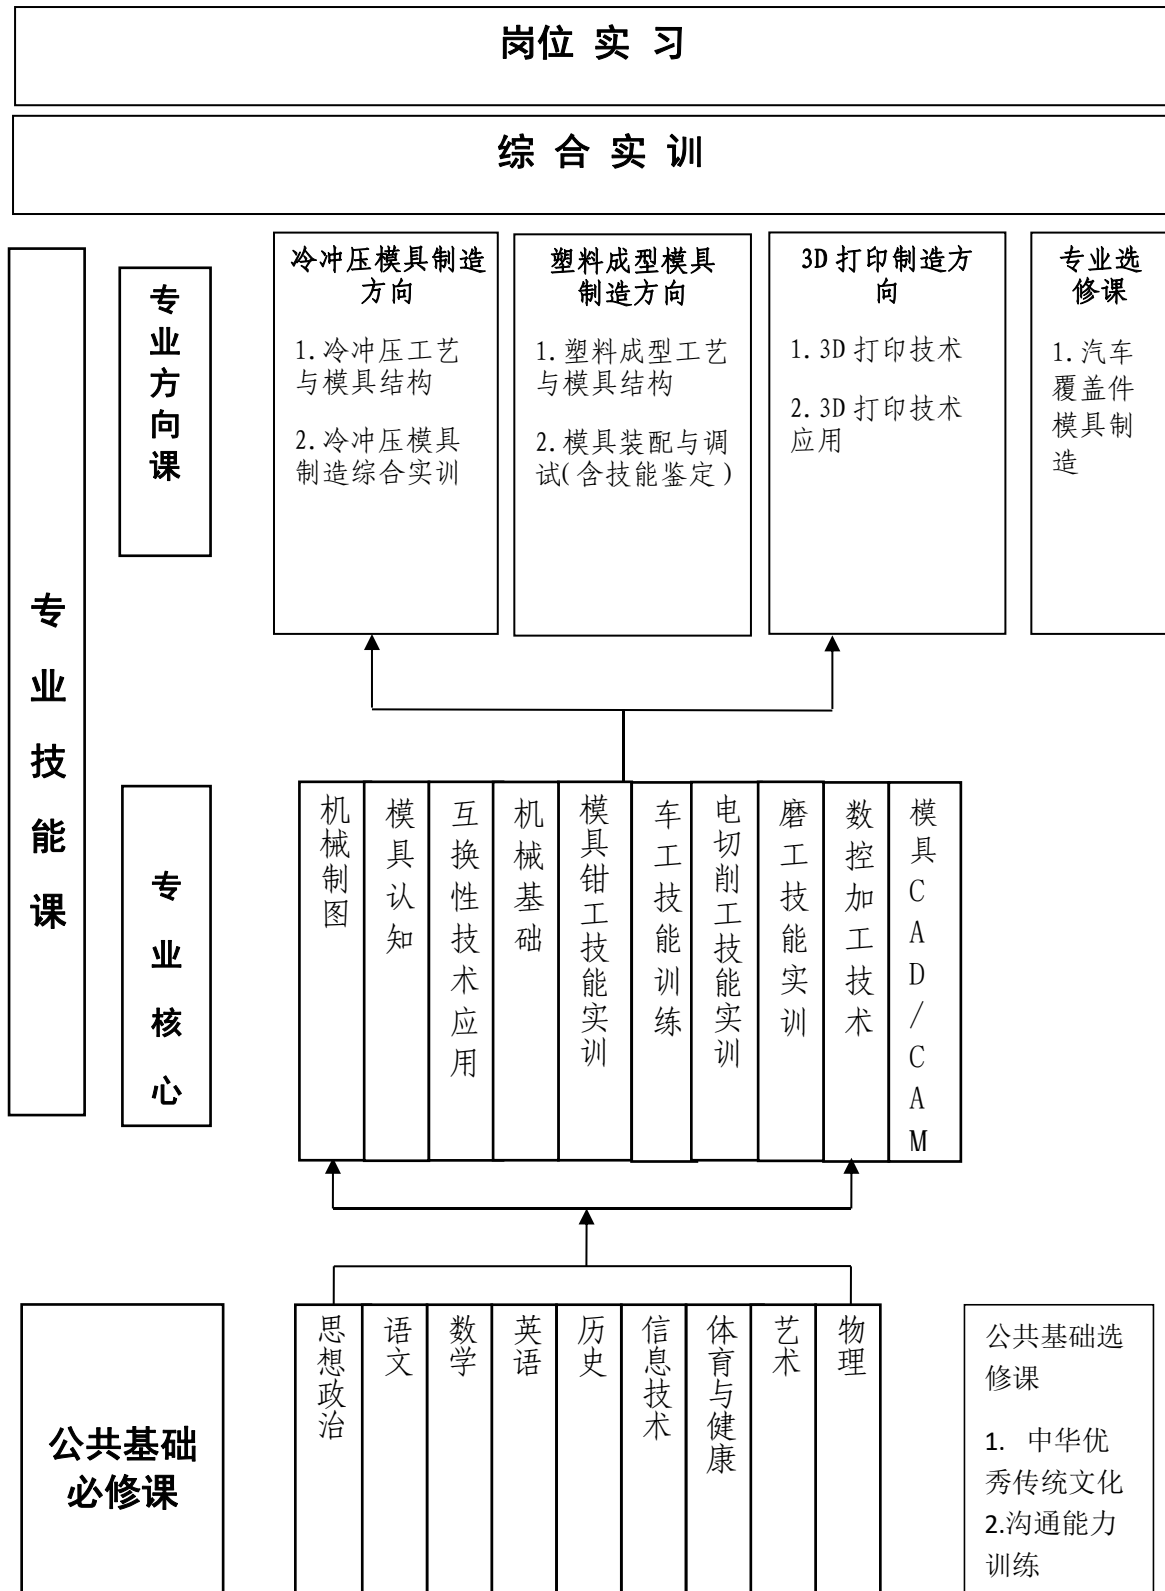 岗位 实 习
综 合 实 训
专业技能课
专业方向课
冷冲压模具制造
方向
1.冷冲压工艺
与模具结构
2.冷冲压模具
制造综合实训
塑料成型模具
制造方向
1.塑料成型工艺
与模具结构
2.模具装配与调
试(含技能鉴定)
3D打印制造方
向
1.3D打印技术
2.3D打印技术
应用
专业选
修课
1.汽车
覆盖件
模具制
造
专业核心
机械制图
模具认知
互换性技术应用
机械基础
模具钳工技能实训
车工技能训练
电切削工技能实训
磨工技能实训
数控加工技术
模具CAD/CAM
公共基础
必修课
思想政治
语文
数学
英语
历史
信息技术
体育与健康
艺术
物理
公共基础选
修课
1. 中华优
秀传统文化
2.沟通能力
训练